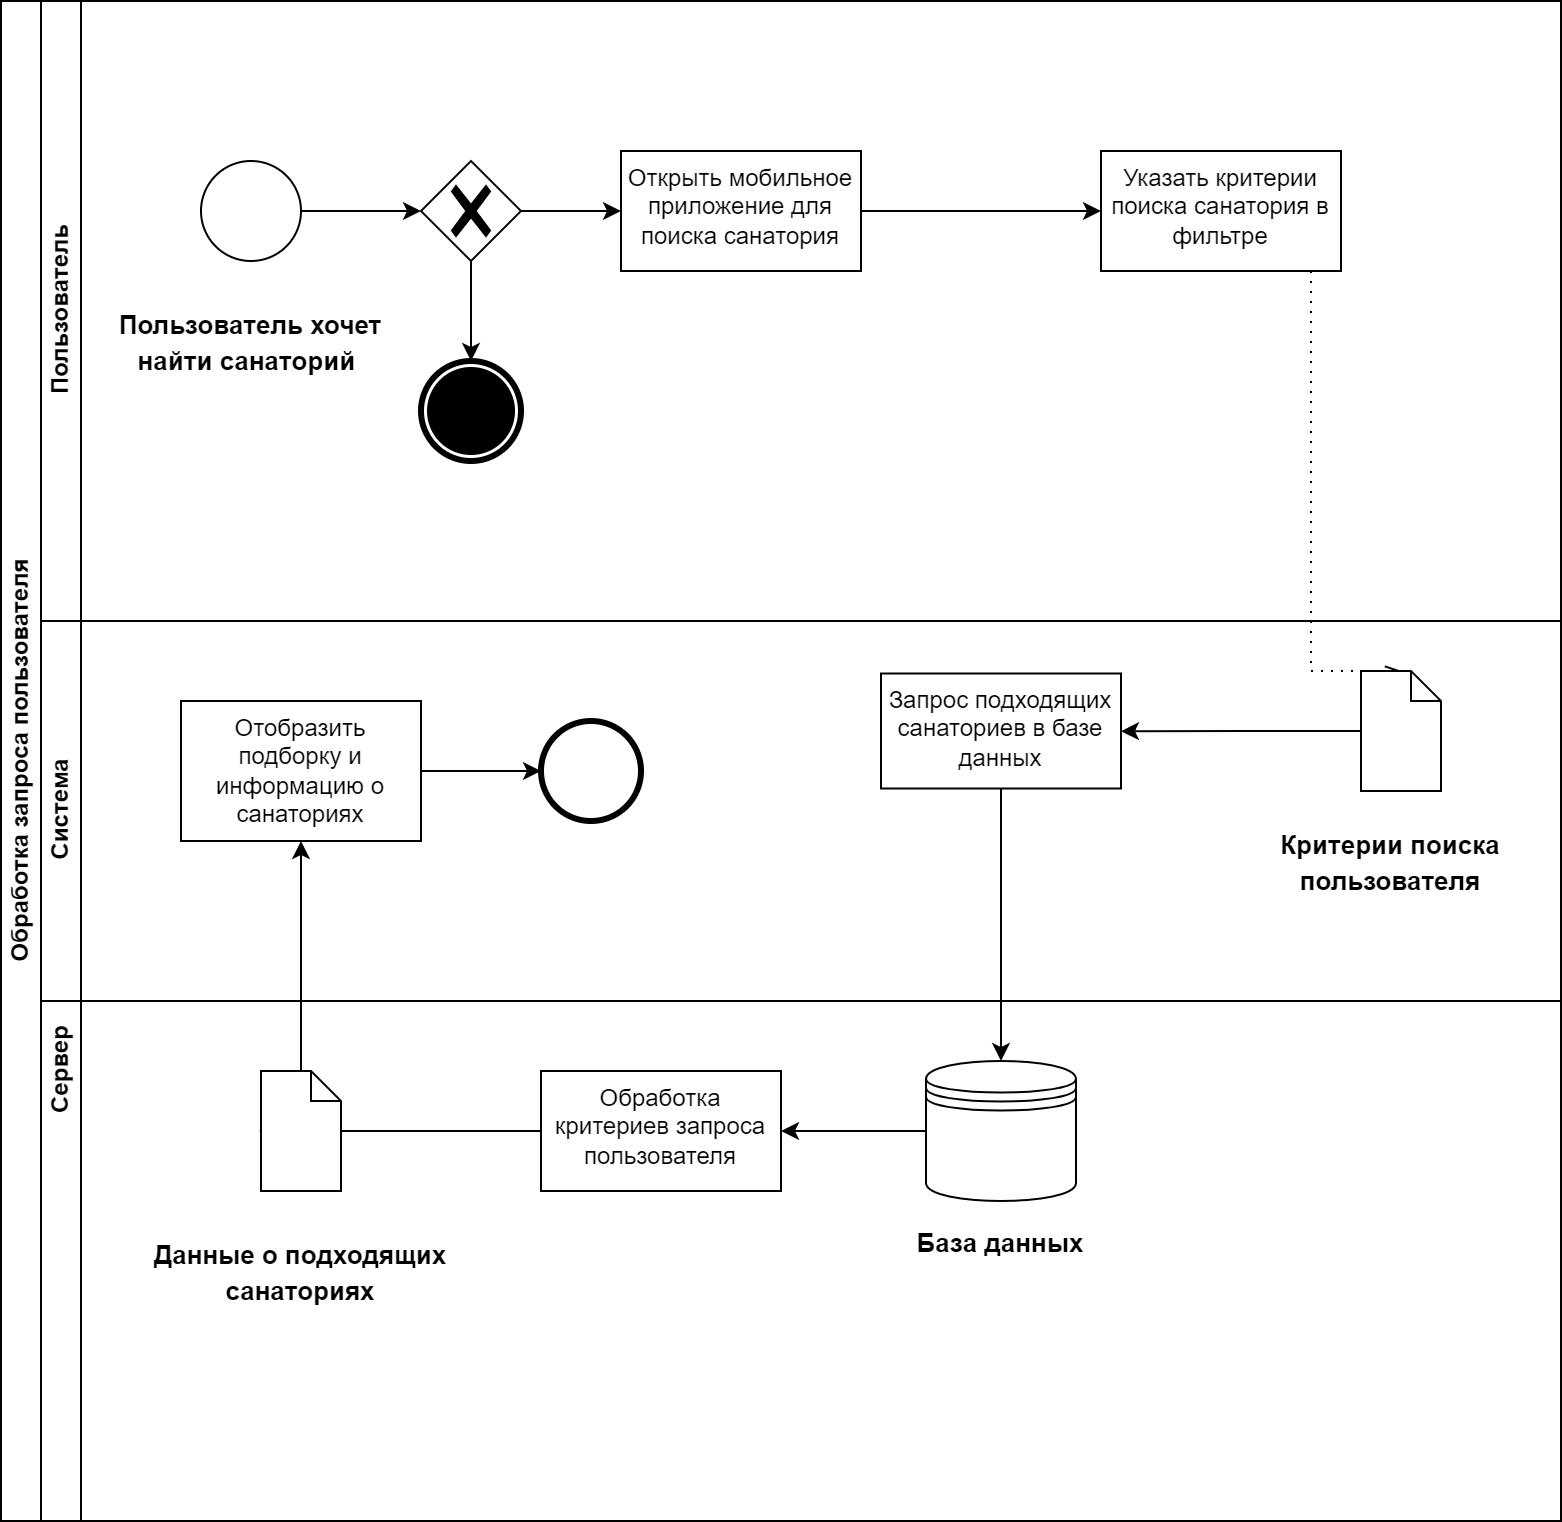 Обработка запроса пользователя
Пользователь
Открыть мобильное
приложение для
поиска санатория
Указать критерии
поиска санатория в
фильтре
Пользователь хочет
найти санаторий
Система
Отобразить
подборку и
информацию о
санаториях
Запрос подходящих
санаториев в базе
данных
Критерии поиска
пользователя
Сервер
Обработка
критериев запроса
пользователя
База данных
Данные о подходящих
санаториях